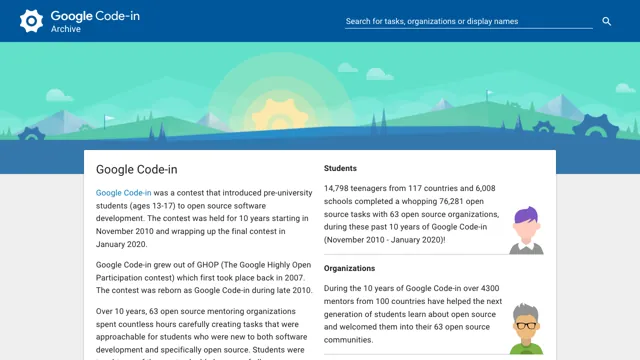 Google Code-in
Archive
Search for tasks, organizations or display names
Google Code-in
Google Code-in was a contest that introduced pre-university
students (ages 13-17) to open source software
development. The contest was held for 10 years starting in
November 2010 and wrapping up the final contest in
January 2020.
Google Code-in grew out of GHOP (The Google Highly Open
Participation contest) which first took place back in 2007.
The contest was reborn as Google Code-in during late 2010.
Over 10 years, 63 open source mentoring organizations
spent countless hours carefully creating tasks that were
approachable for students who were new to both software
development and specifically open source. Students were
Students
14,798 teenagers from 117 countries and 6,008
schools completed a whopping 76,281 open
source tasks with 63 open source organizations,
during these past 10 years of Google Code-in
(November 2010 - January 2020)!
Organizations
During the 10 years of Google Code-in over 4300
mentors from 100 countries have helped the next
generation of students learn about open source
and welcomed them into their 63 open source
communities.